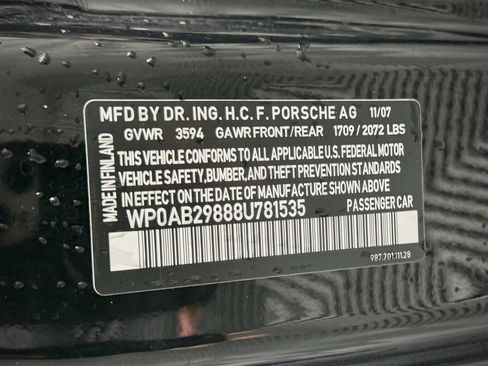 MFD BY DR. ING. H.C. F. PORSCHE AG 11/07
GVWR 3594 GAWR FRONT/REAR 1709 / 2072 LBS
THIS VEHICLE CONFORMS TO ALL APPLICABLE U.S. FEDERAL MOTOR
VEHICLE SAFETY, BUMPER, AND THEFT PREVENTION STANDARDS
IN EFFECT ON THE DATE OF MANUFACTURE SHOWN ABOVE.
WP0AB29888U781535 PASSENGER CAR
987.701.111.28
MADE IN FINLAND